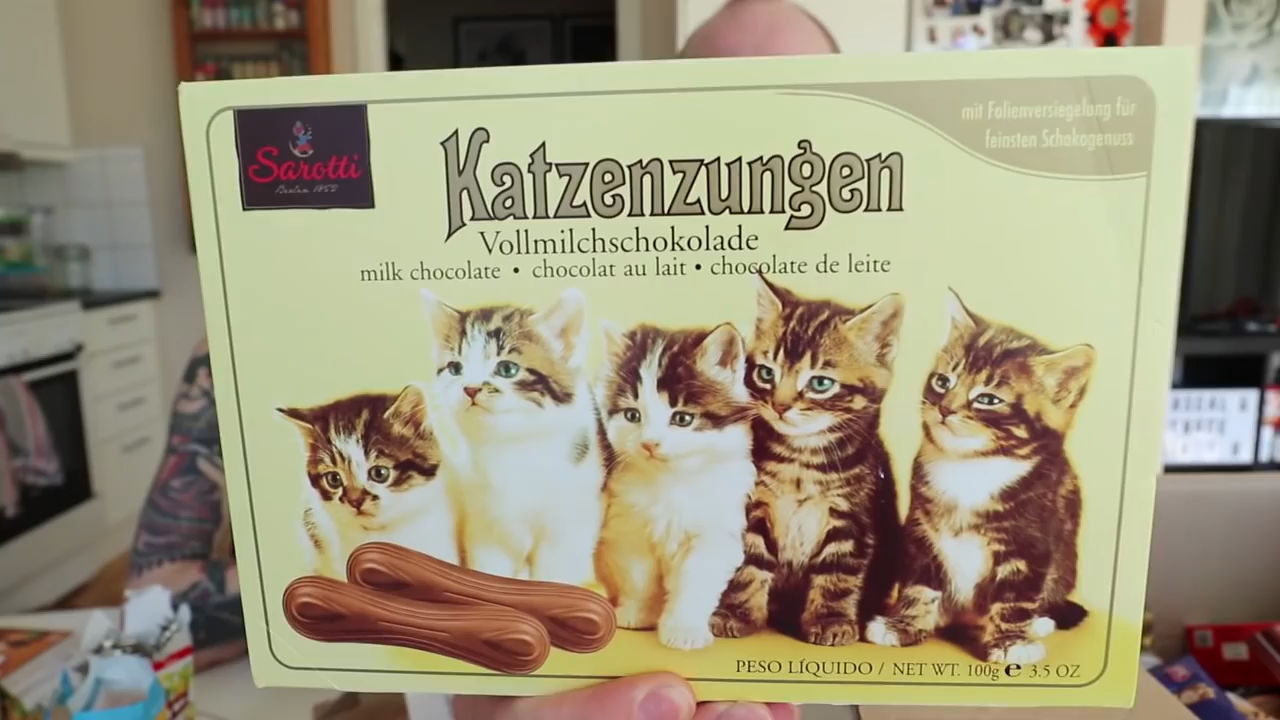 Sarotti
Berlin 1852
mit Folienversiegelung für
feinsten Schokogenuss
Katzenzungen
Vollmilchschokolade
milk chocolate • chocolat au lait • chocolate de leite
PESO LÍQUIDO / NET WT. 100g e 3.5 OZ